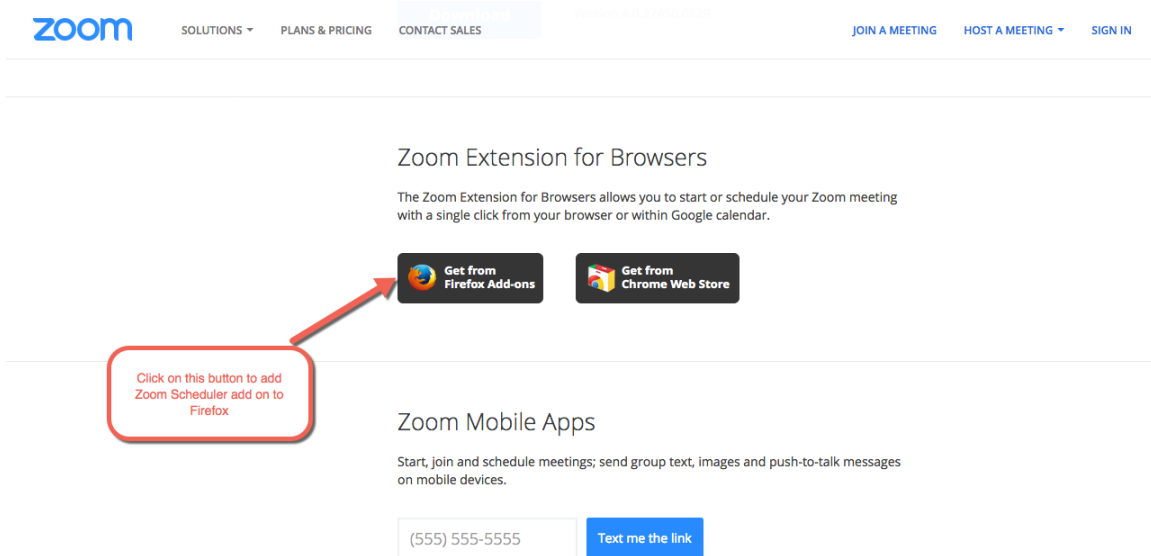 Download
zoom
SOLUTIONS
PLANS & PRICING
CONTACT SALES
JOIN A MEETING
HOST A MEETING
SIGN IN
Zoom Extension for Browsers
The Zoom Extension for Browsers allows you to start or schedule your Zoom meeting
with a single click from your browser or within Google calendar.
Get from
Firefox Add-ons
Get from
Chrome Web Store
Click on this button to add
Zoom Scheduler add on to
Firefox
Zoom Mobile Apps
Start, join and schedule meetings; send group text, images and push-to-talk messages
on mobile devices.
(555) 555-5555
Text me the link